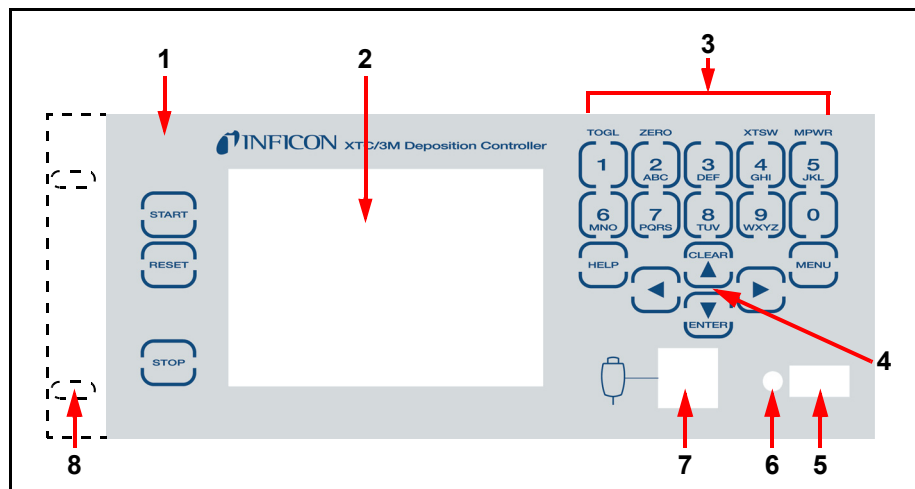 1
2
3
INFICON XTC/3M Deposition Controller
TOGL ZERO XTSW MPWR
1 2 3 4 5
ABC DEF GHI JKL
6 7 8 9 0
MNO PQRS TUV WXYZ
START
RESET
STOP
HELP CLEAR MENU
ENTER
4
8
7
6
5